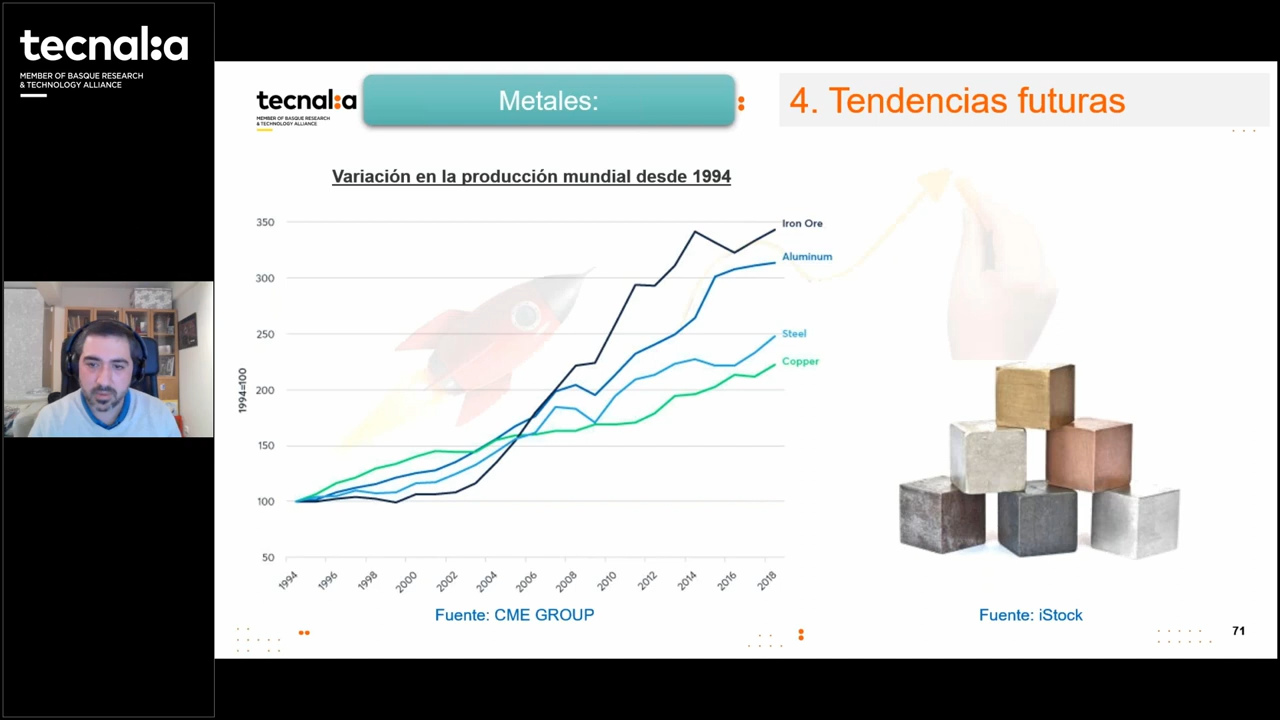 tecnal:a
MEMBER OF BASQUE RESEARCH
& TECHNOLOGY ALLIANCE
tecnal:a
MEMBER OF BASQUE RESEARCH
& TECHNOLOGY ALLIANCE
Metales:
4. Tendencias futuras
Variación en la producción mundial desde 1994
350
300
250
200
150
100
50
1994=100
Iron Ore
Aluminum
Steel
Copper
1994
1996
1998
2000
2002
2004
2006
2008
2010
2012
2014
2016
2018
Fuente: CME GROUP
Fuente: iStock
71